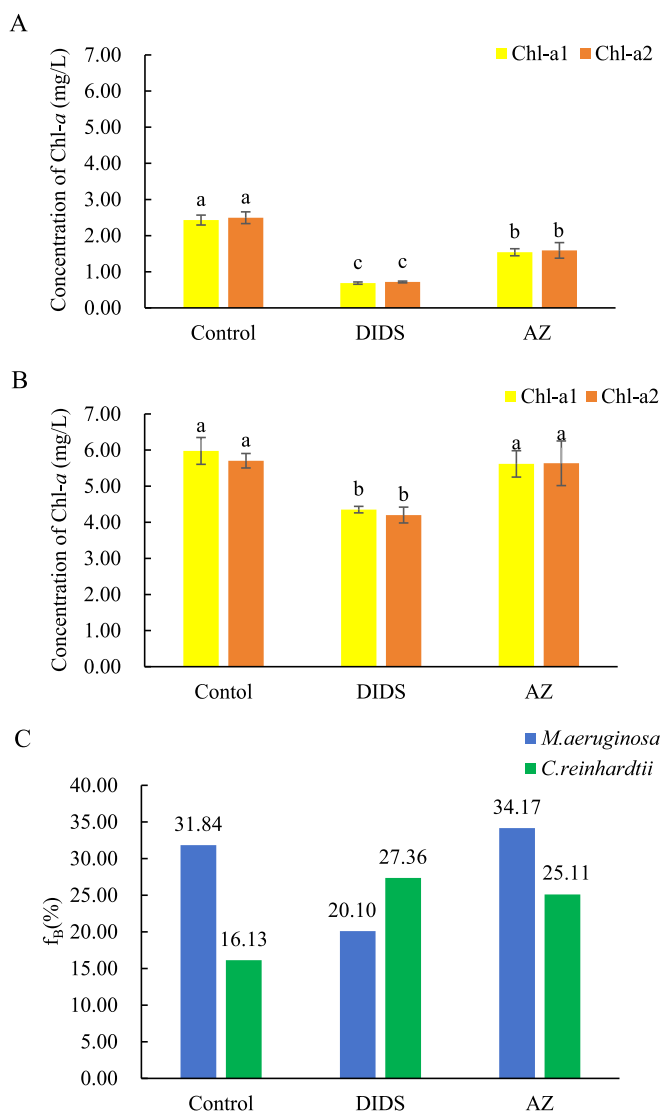 A
Chl-a1 Chl-a2
Concentration of Chl-a (mg/L)
7.00
6.00
5.00
4.00
3.00
2.00
1.00
0.00
a a
c c
b b
Control DIDS AZ
B
Chl-a1 Chl-a2
Concentration of Chl-a (mg/L)
7.00
6.00
5.00
4.00
3.00
2.00
1.00
0.00
a a
b b
a a
Contol DIDS AZ
C
M.aeruginosa
C.reinhardtii
fB(%)
40.00
35.00
30.00
25.00
20.00
15.00
10.00
5.00
0.00
31.84
16.13
20.10
27.36
34.17
25.11
Control DIDS AZ